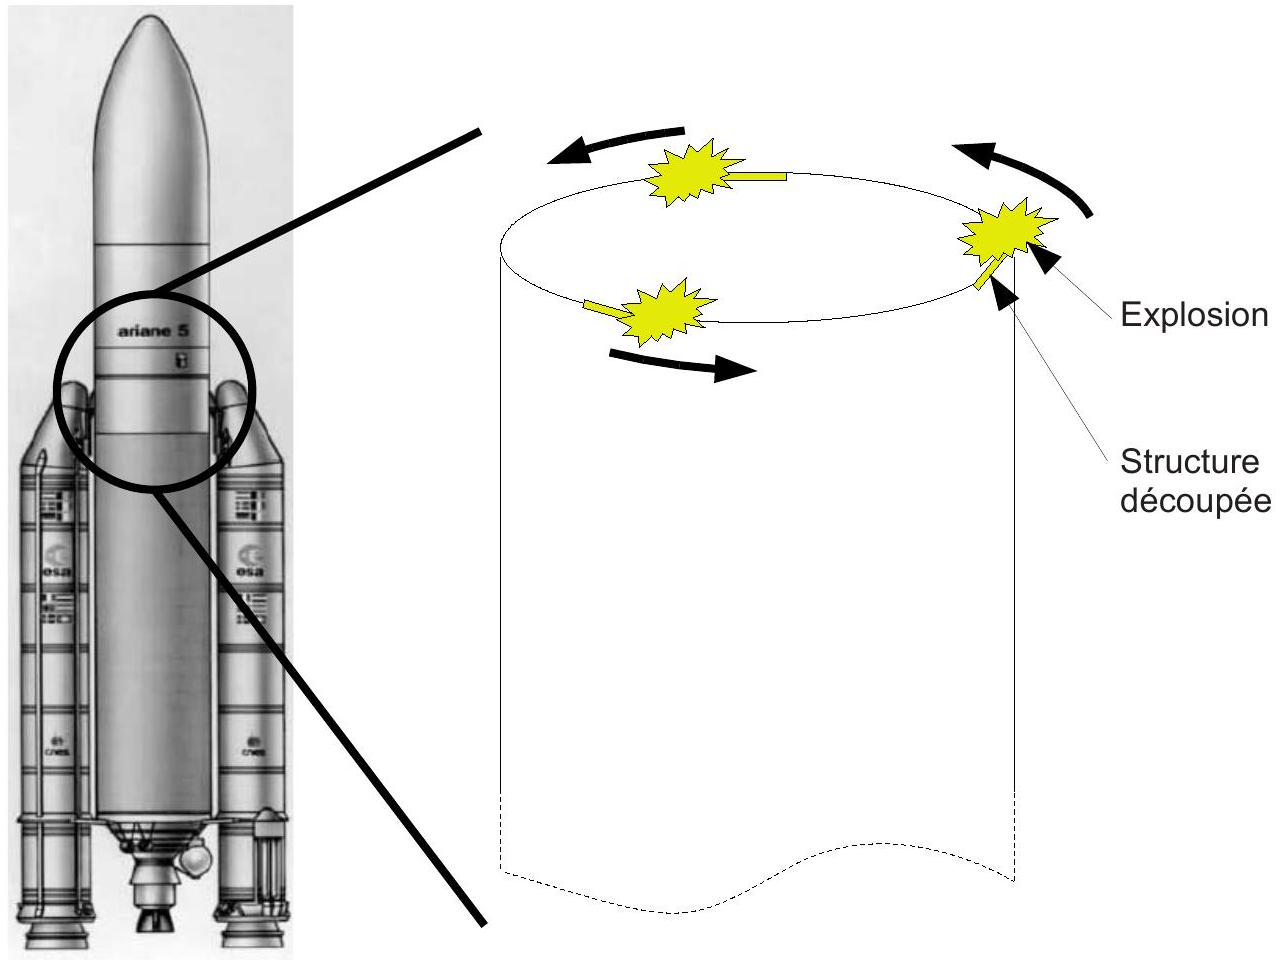 ariane 5
esa
esa
cnes
cnes
Explosion
Structure
découpée